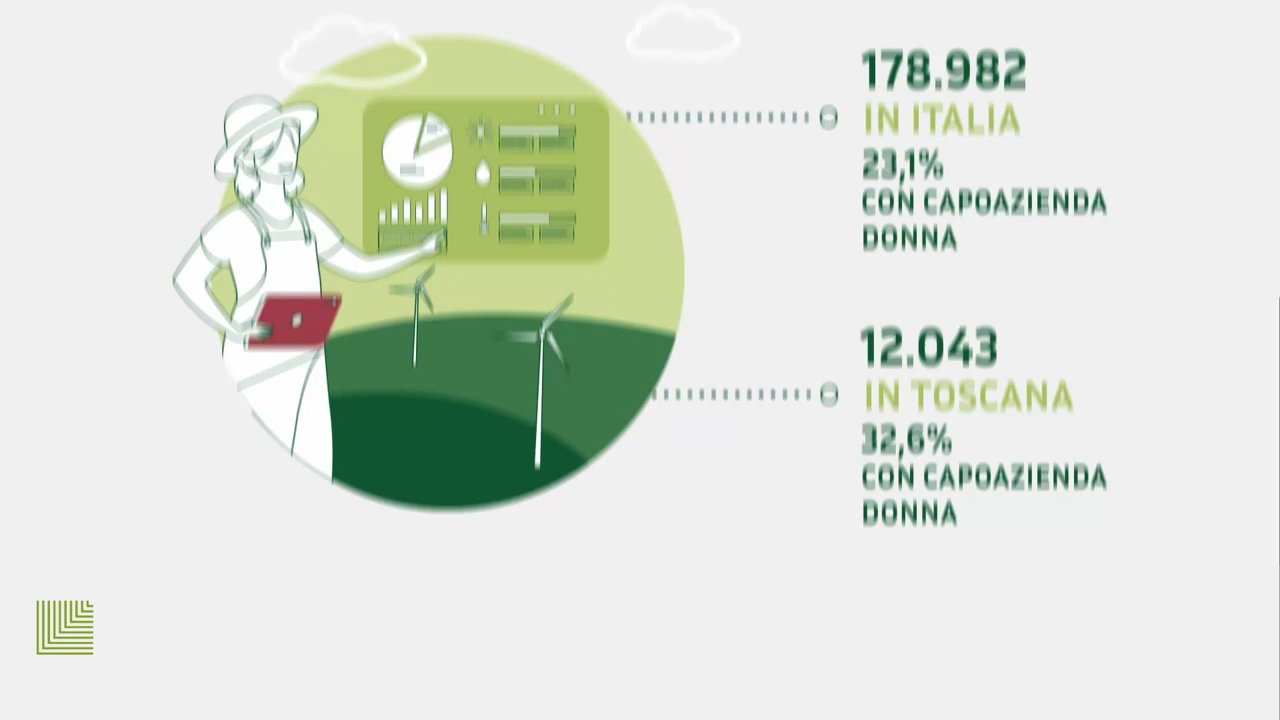 178.982
IN ITALIA
23,1%
CON CAPOAZIENDA
DONNA
12.043
IN TOSCANA
32,6%
CON CAPOAZIENDA
DONNA